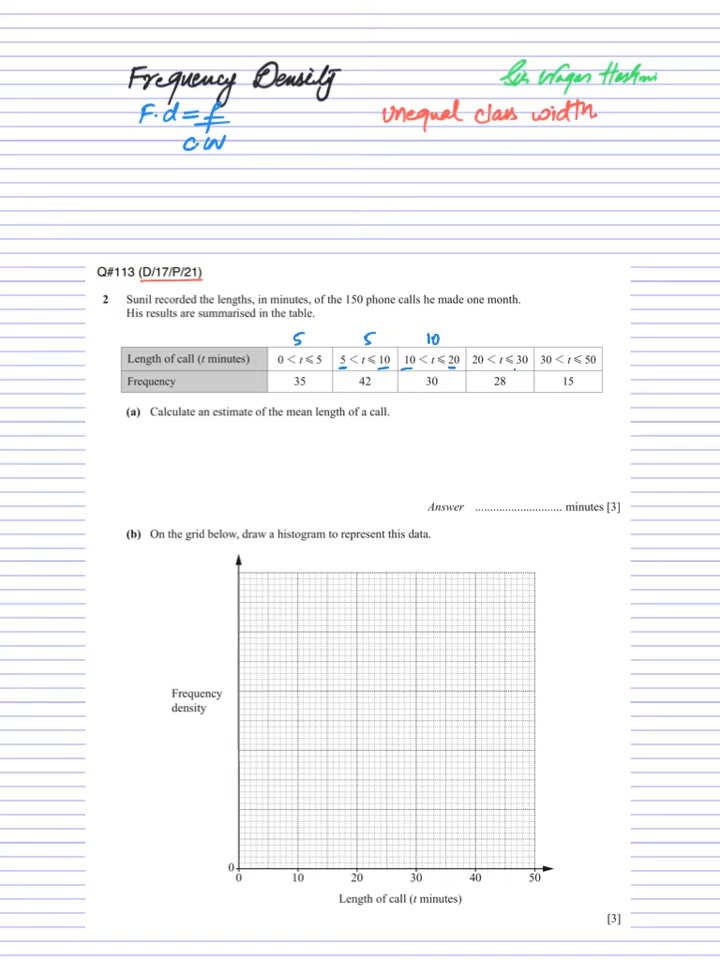 Frequency Density
Sir Waqar Hashmi
F.d = f
unequal class width
CW
Q#113 (D/17/P/21)
2 Sunil recorded the lengths, in minutes, of the 150 phone calls he made one month.
His results are summarised in the table.
5 5 10
Length of call (t minutes) 0 < t ⩽ 5 5 < t ⩽ 10 10 < t ⩽ 20 20 < t ⩽ 30 30 < t ⩽ 50
Frequency 35 42 30 28 15
(a) Calculate an estimate of the mean length of a call.
Answer ............................. minutes [3]
(b) On the grid below, draw a histogram to represent this data.
Frequency
density
0
0 10 20 30 40 50
Length of call (t minutes)
[3]